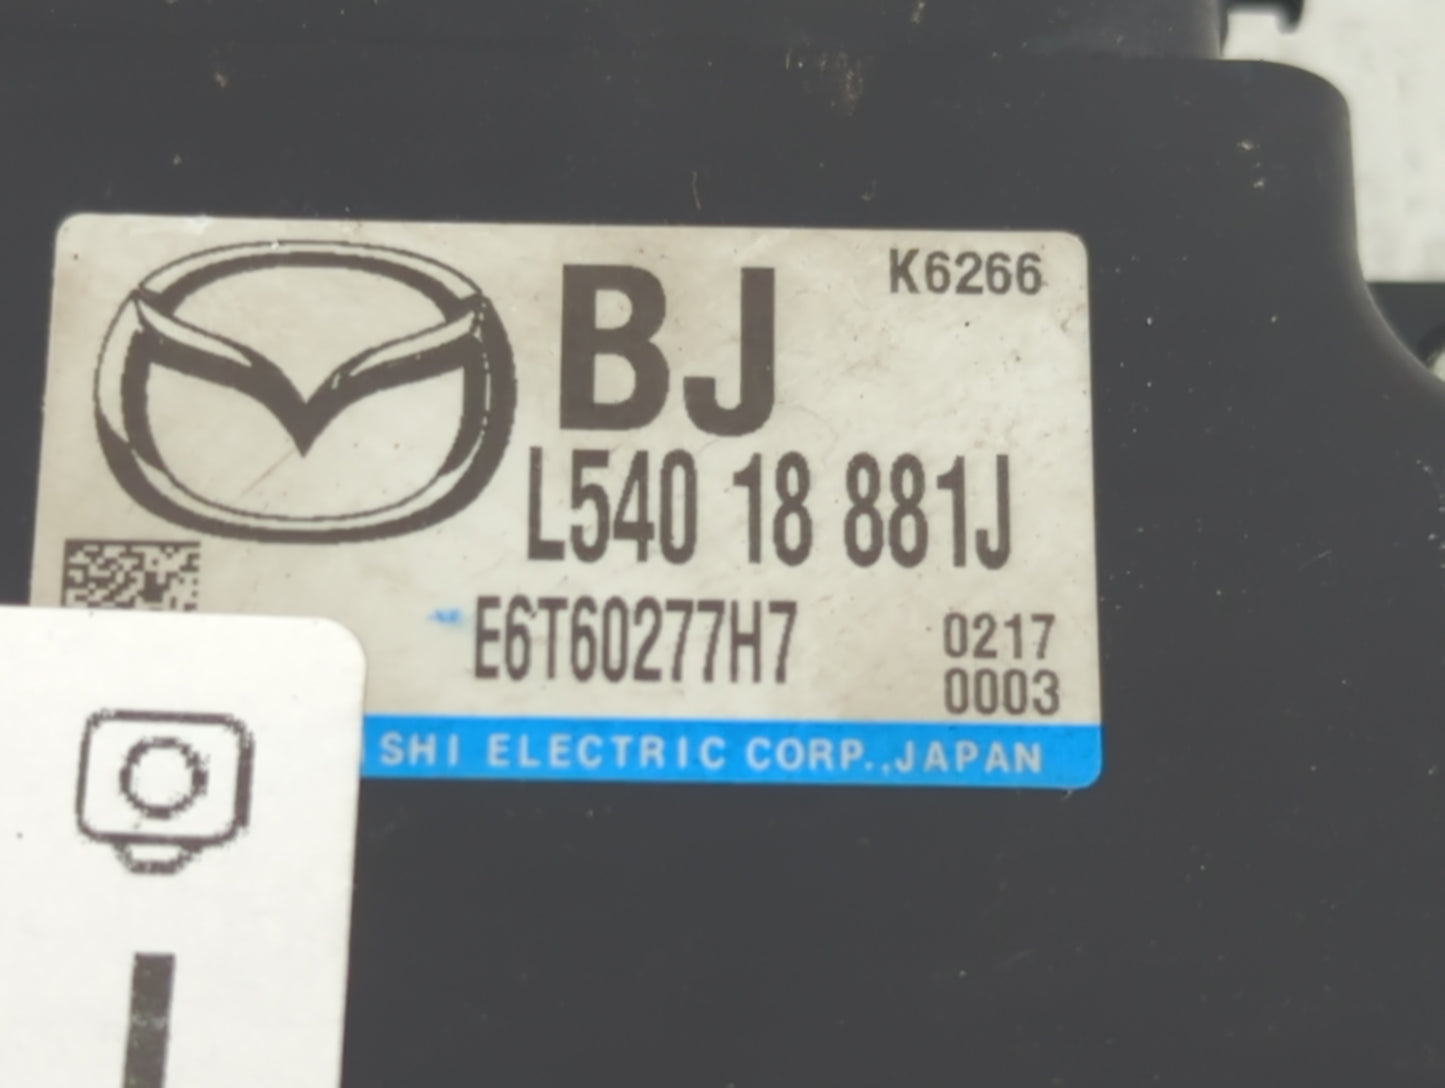 BJ
K6266
L540 18 881J
E6T60277H7
0217
0003
SHI ELECTRIC CORP.,JAPAN